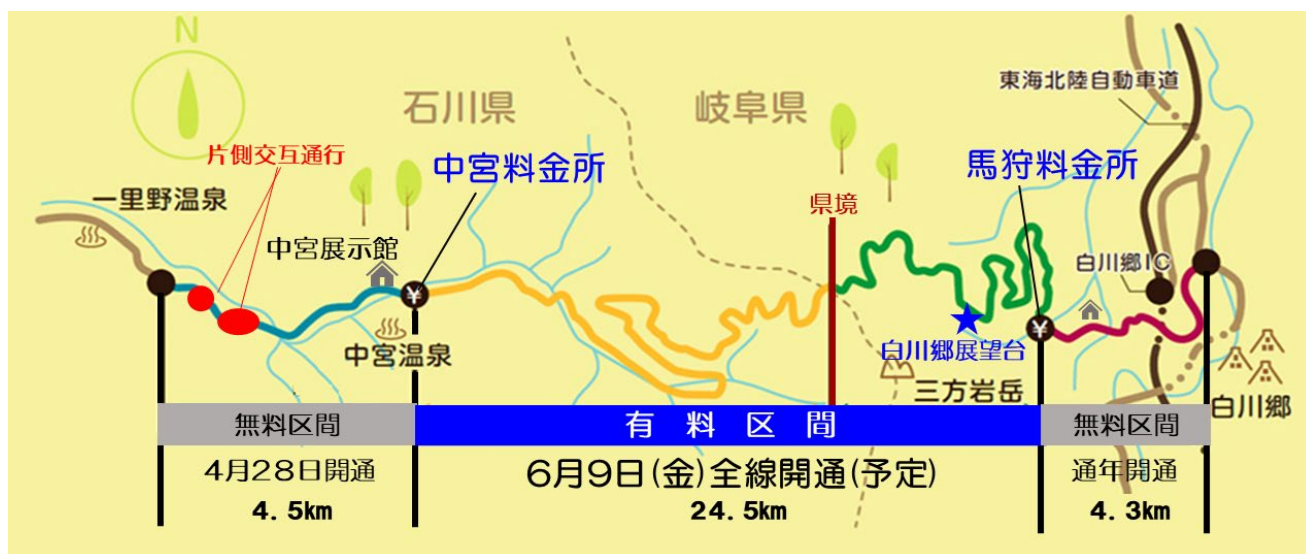 N
石川県
岐阜県
東海北陸自動車道
片側交互通行
中宮料金所
馬狩料金所
一里野温泉
県境
中宮展示館
白川郷IC
¥
¥
中宮温泉
白川郷展望台
三方岩岳
白川郷
無料区間
有料区間
無料区間
4月28日開通
6月9日(金)全線開通(予定)
通年開通
4.5km
24.5km
4.3km